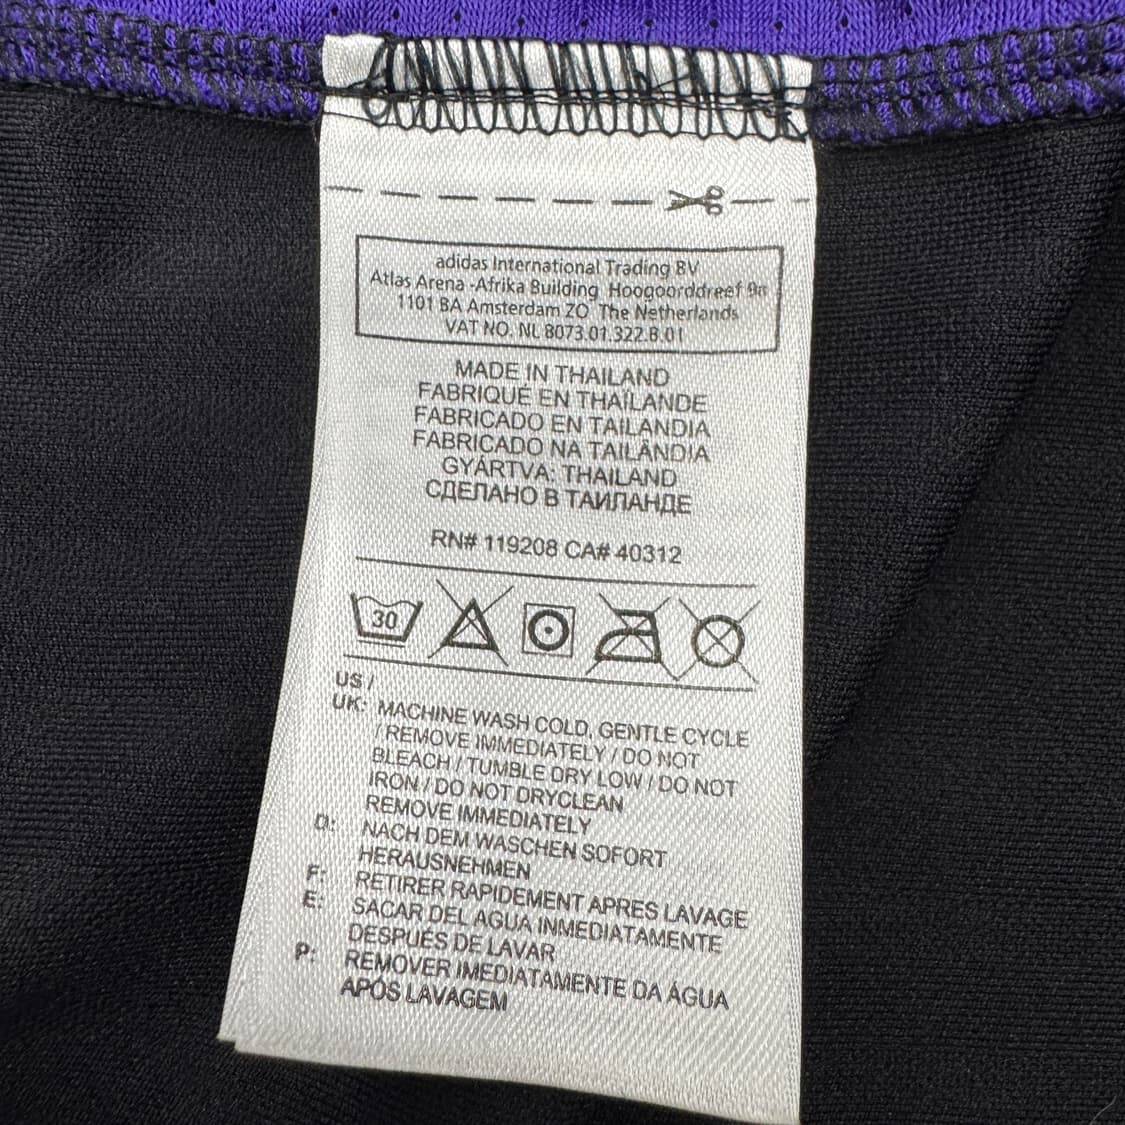 adidas International Trading BV
Atlas Arena -Afrika Building Hoogoorddreef 9a
1101 BA Amsterdam ZO The Netherlands
VAT NO. NL 8073.01.322.B.01
MADE IN THAILAND
FABRIQUÉ EN THAÏLANDE
FABRICADO EN TAILANDIA
FABRICADO NA TAILÂNDIA
GYÁRTVA: THAILAND
СДЕЛАНО В ТАИЛАНДЕ
RN# 119208 CA# 40312
30
US /
UK: MACHINE WASH COLD, GENTLE CYCLE
/ REMOVE IMMEDIATELY / DO NOT
BLEACH / TUMBLE DRY LOW / DO NOT
IRON / DO NOT DRYCLEAN
REMOVE IMMEDIATELY
D: NACH DEM WASCHEN SOFORT
HERAUSNEHMEN
F: RETIRER RAPIDEMENT APRES LAVAGE
E: SACAR DEL AGUA INMEDIATAMENTE
DESPUÉS DE LAVAR
P: REMOVER IMEDIATAMENTE DA ÁGUA
APÓS LAVAGEM